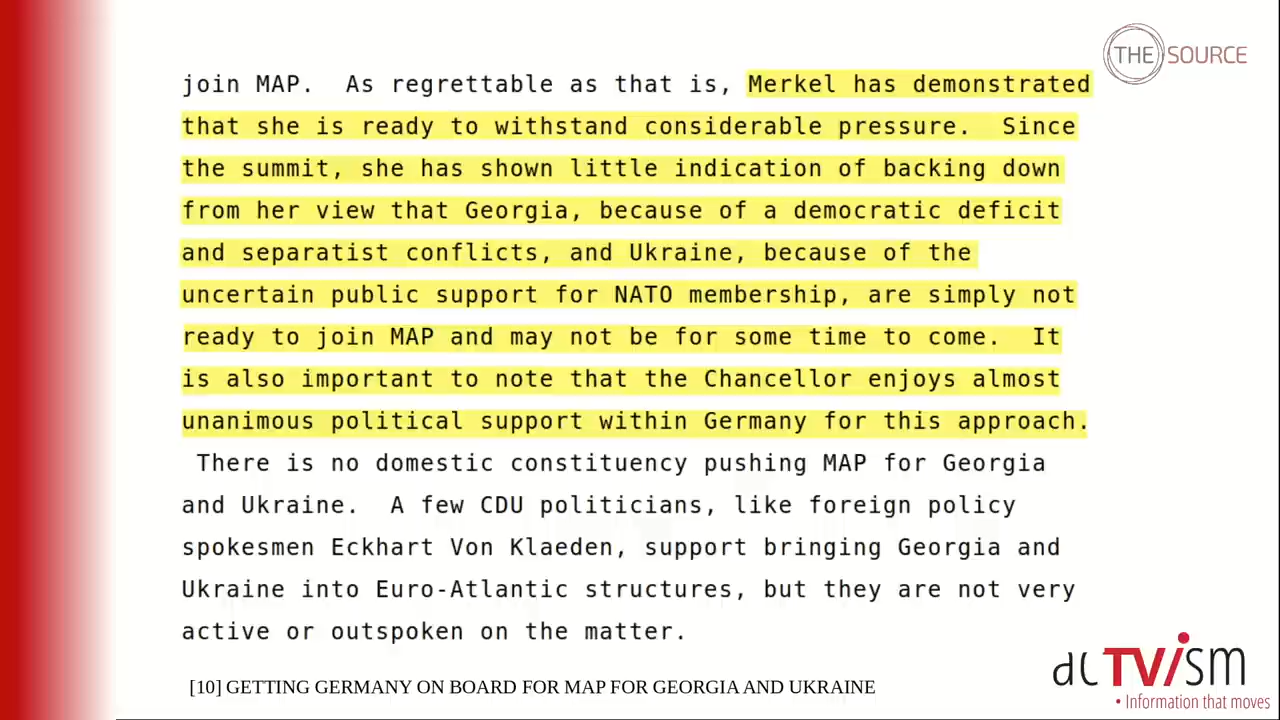 THE SOURCE
join MAP. As regrettable as that is, Merkel has demonstrated
that she is ready to withstand considerable pressure. Since
the summit, she has shown little indication of backing down
from her view that Georgia, because of a democratic deficit
and separatist conflicts, and Ukraine, because of the
uncertain public support for NATO membership, are simply not
ready to join MAP and may not be for some time to come. It
is also important to note that the Chancellor enjoys almost
unanimous political support within Germany for this approach.
There is no domestic constituency pushing MAP for Georgia
and Ukraine. A few CDU politicians, like foreign policy
spokesmen Eckhart Von Klaeden, support bringing Georgia and
Ukraine into Euro-Atlantic structures, but they are not very
active or outspoken on the matter.
acTVism
• Information that moves
[10] GETTING GERMANY ON BOARD FOR MAP FOR GEORGIA AND UKRAINE